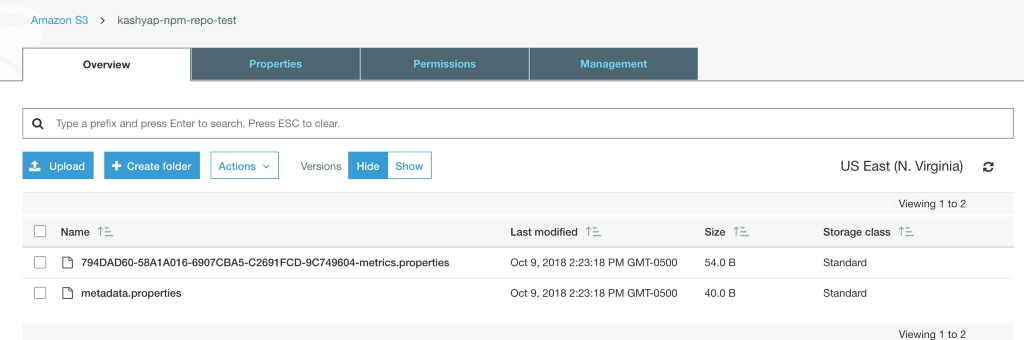 Amazon S3 > kashyap-npm-repo-test
Overview Properties Permissions Management
Type a prefix and press Enter to search. Press ESC to clear.
Upload + Create folder Actions Versions Hide Show US East (N. Virginia)
Viewing 1 to 2
Name Last modified Size Storage class
794DAD60-58A1A016-6907CBA5-C2691FCD-9C749604-metrics.properties Oct 9, 2018 2:23:18 PM GMT-0500 54.0 B Standard
metadata.properties Oct 9, 2018 2:23:18 PM GMT-0500 40.0 B Standard
Viewing 1 to 2